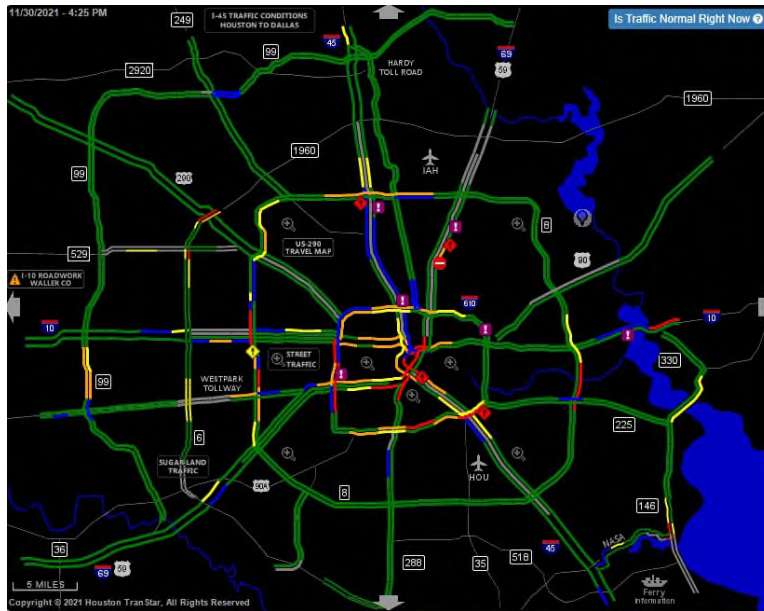 11/30/2021 - 4:25 PM
249
I-45 TRAFFIC CONDITIONS
HOUSTON TO DALLAS
Is Traffic Normal Right Now ?
45
99
69
59
HARDY
TOLL ROAD
2920
1960
1960
IAH
99
290
8
529
US-290
TRAVEL MAP
90
I-10 ROADWORK
WALLER CO
610
10
10
STREET
TRAFFIC
330
WESTPARK
TOLLWAY
99
6
225
SUGAR LAND
TRAFFIC
HOU
90A
8
146
NASA
36
69
59
288
35
518
45
5 MILES
Ferry
Information
Copyright © 2021 Houston TranStar, All Rights Reserved